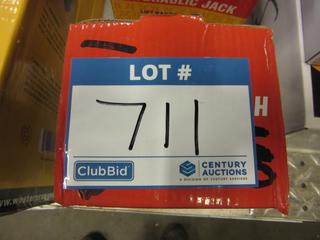 HYDRAULIC JACK
LOT #
711
H
ClubBid
CENTURY
AUCTIONS
A DIVISION OF CENTURY SERVICES